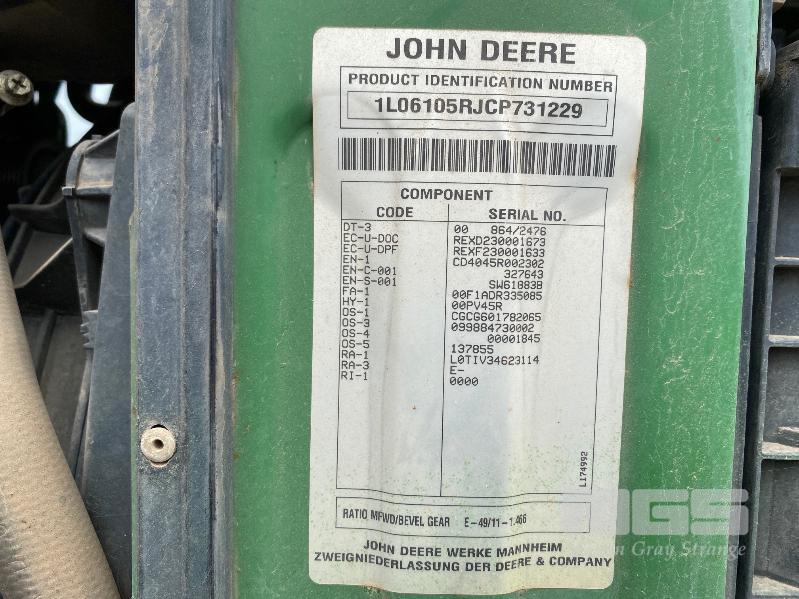 JOHN DEERE
PRODUCT IDENTIFICATION NUMBER
1L06105RJCP731229
COMPONENT
CODE SERIAL NO.
DT-3 00 864/2476
EC-U-DOC REXD230001673
EC-U-DPF REXF230001633
EN-1 CD4045R002302
EN-C-001 327643
EN-S-001 SW61883B
FA-1 00F1ADR335085
HY-1 00PV45R
OS-1 CGCG601782065
OS-3 099884730002
OS-4 00001845
OS-5 137855
RA-1 L0TIV34623114
RA-3 E-
RI-1 0000
L174992
RATIO MFWD/BEVEL GEAR E-49/11-1.466
JOHN DEERE WERKE MANNHEIM
ZWEIGNIEDERLASSUNG DER DEERE & COMPANY
Gray Strange